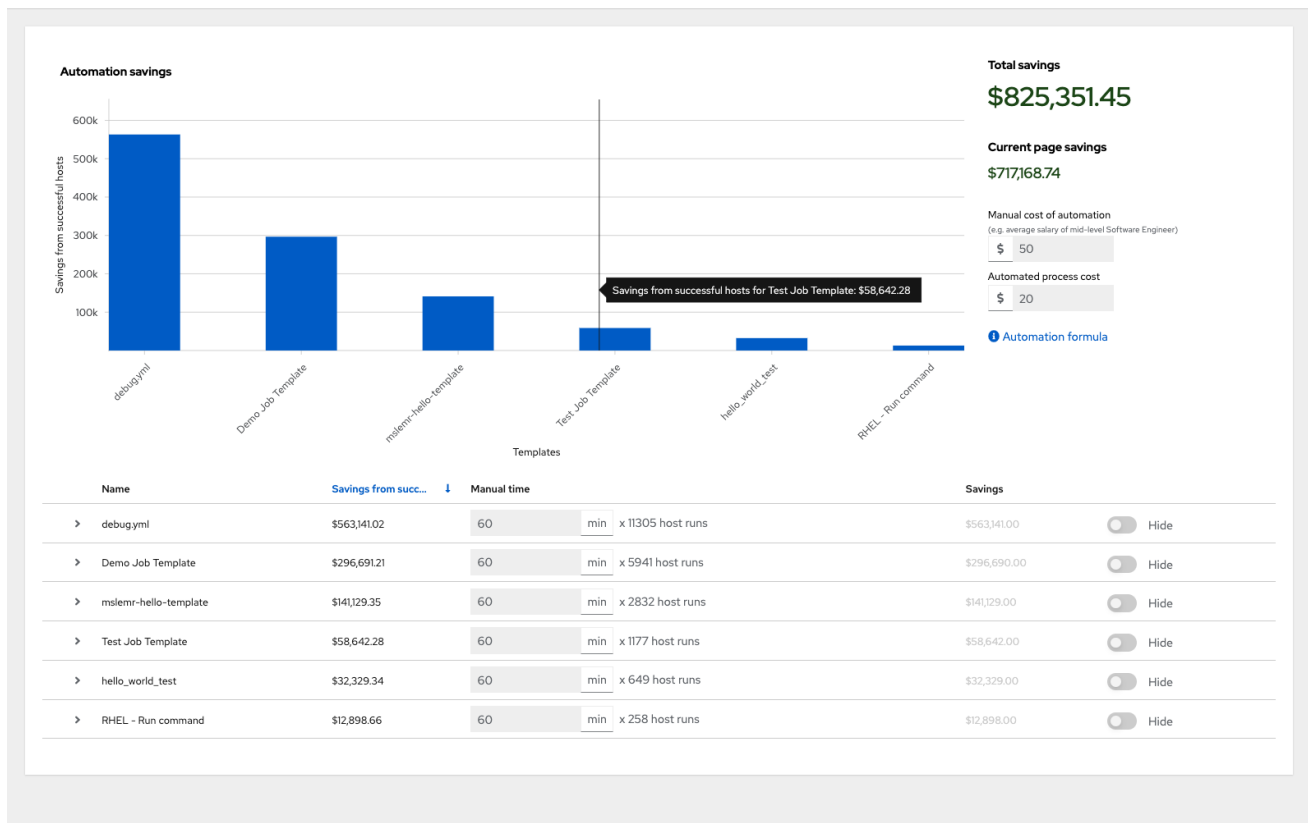 Automation savings
Savings from successful hosts
600k
500k
400k
300k
200k
100k
Savings from successful hosts for Test Job Template: $58,642.28
debug.yml
Demo Job Template
mslemr-hello-template
Test Job Template
hello_world_test
RHEL - Run command
Templates
Total savings
$825,351.45
Current page savings
$717,168.74
Manual cost of automation
(e.g. average salary of mid-level Software Engineer)
$ 50
Automated process cost
$ 20
Automation formula
Name Savings from succ... Manual time Savings
debug.yml $563,141.02 60 min x 11305 host runs $563,141.00 Hide
Demo Job Template $296,691.21 60 min x 5941 host runs $296,690.00 Hide
mslemr-hello-template $141,129.35 60 min x 2832 host runs $141,129.00 Hide
Test Job Template $58,642.28 60 min x 1177 host runs $58,642.00 Hide
hello_world_test $32,329.34 60 min x 649 host runs $32,329.00 Hide
RHEL - Run command $12,898.66 60 min x 258 host runs $12,898.00 Hide